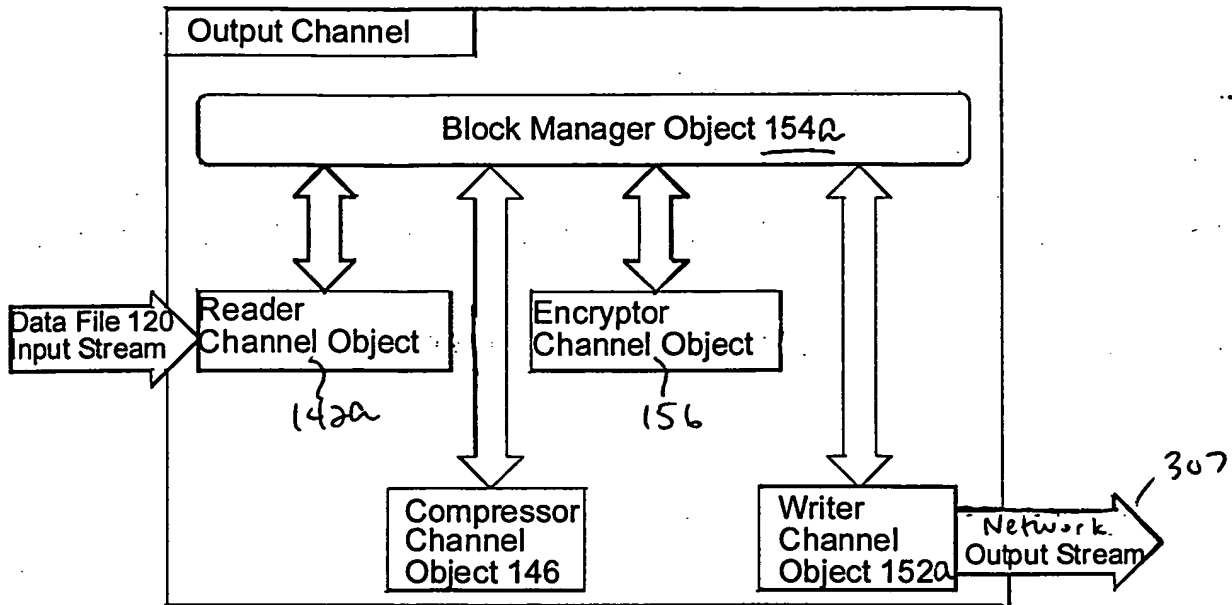 Output Channel
Block Manager Object 154a
Data File 120
Input Stream
Reader
Channel Object
142a
Encryptor
Channel Object
156
Compressor
Channel
Object 146
Writer
Channel
Object 152a
307
Network
Output Stream